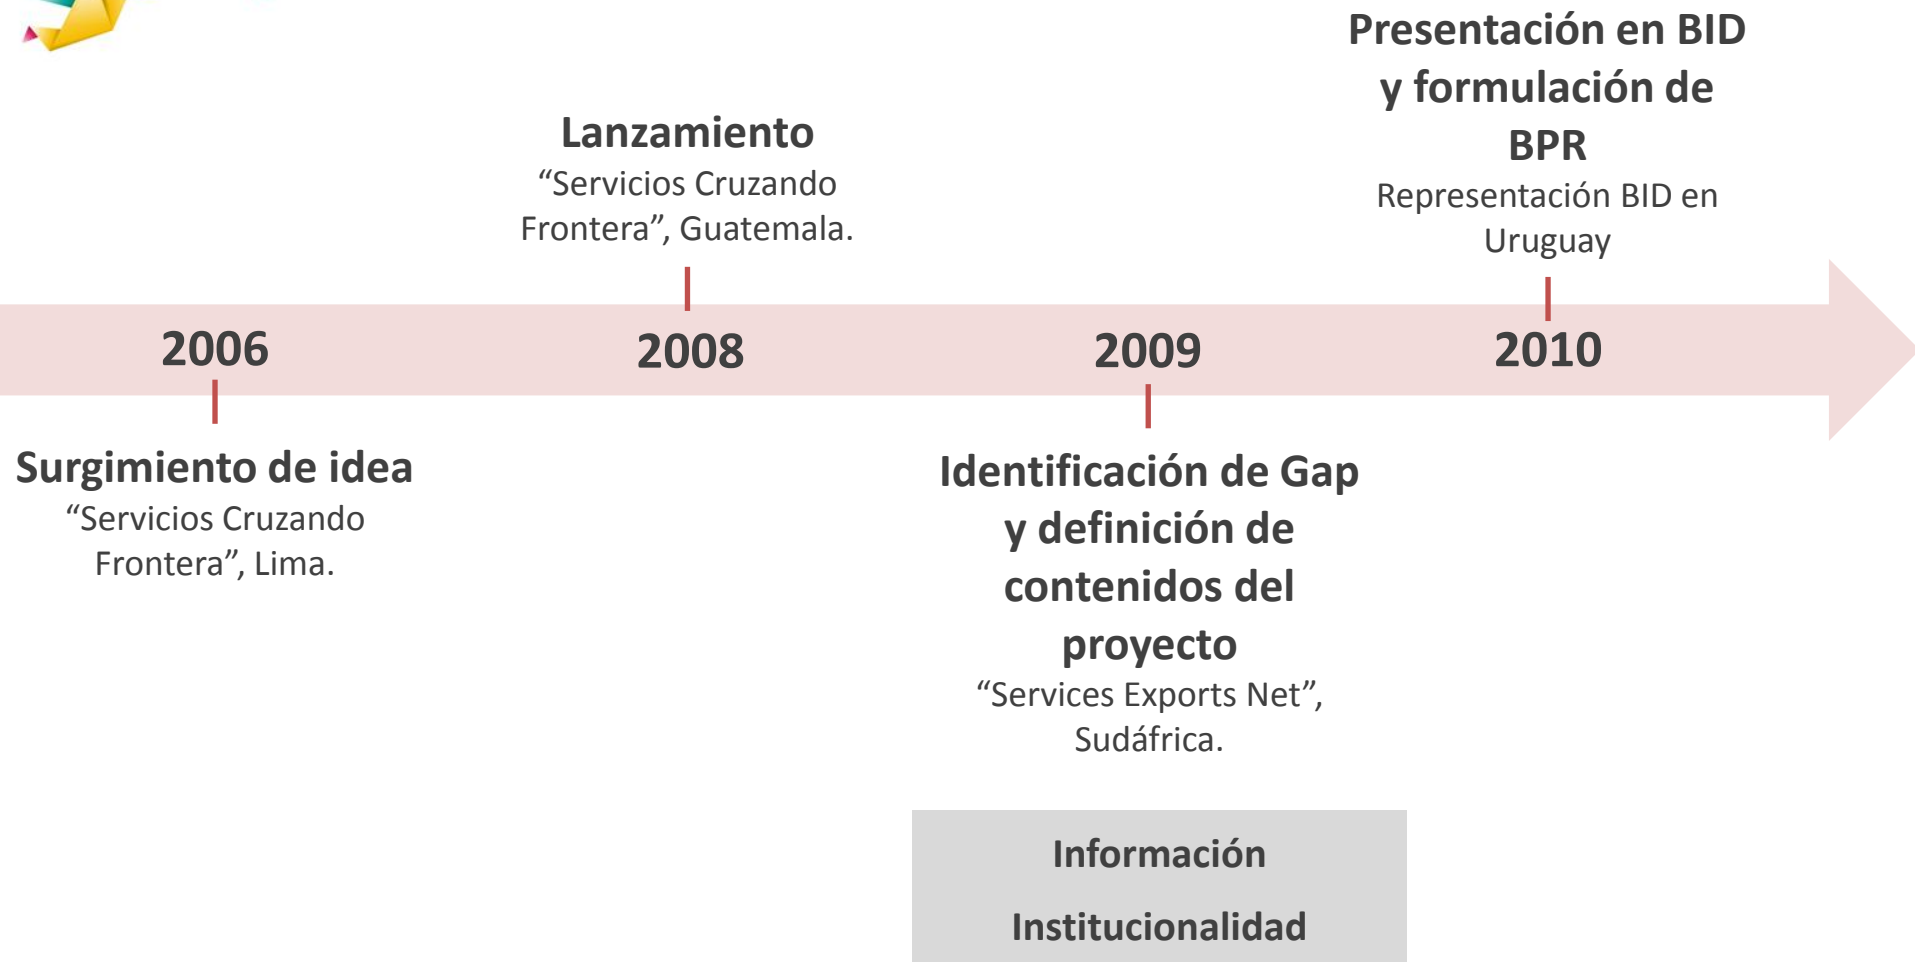 Presentación en BID
y formulación de
BPR
Representación BID en
Uruguay
Lanzamiento
“Servicios Cruzando
Frontera”, Guatemala.
2006
2008
2009
2010
Surgimiento de idea
“Servicios Cruzando
Frontera”, Lima.
Identificación de Gap
y definición de
contenidos del
proyecto
“Services Exports Net”,
Sudáfrica.
Información
Institucionalidad